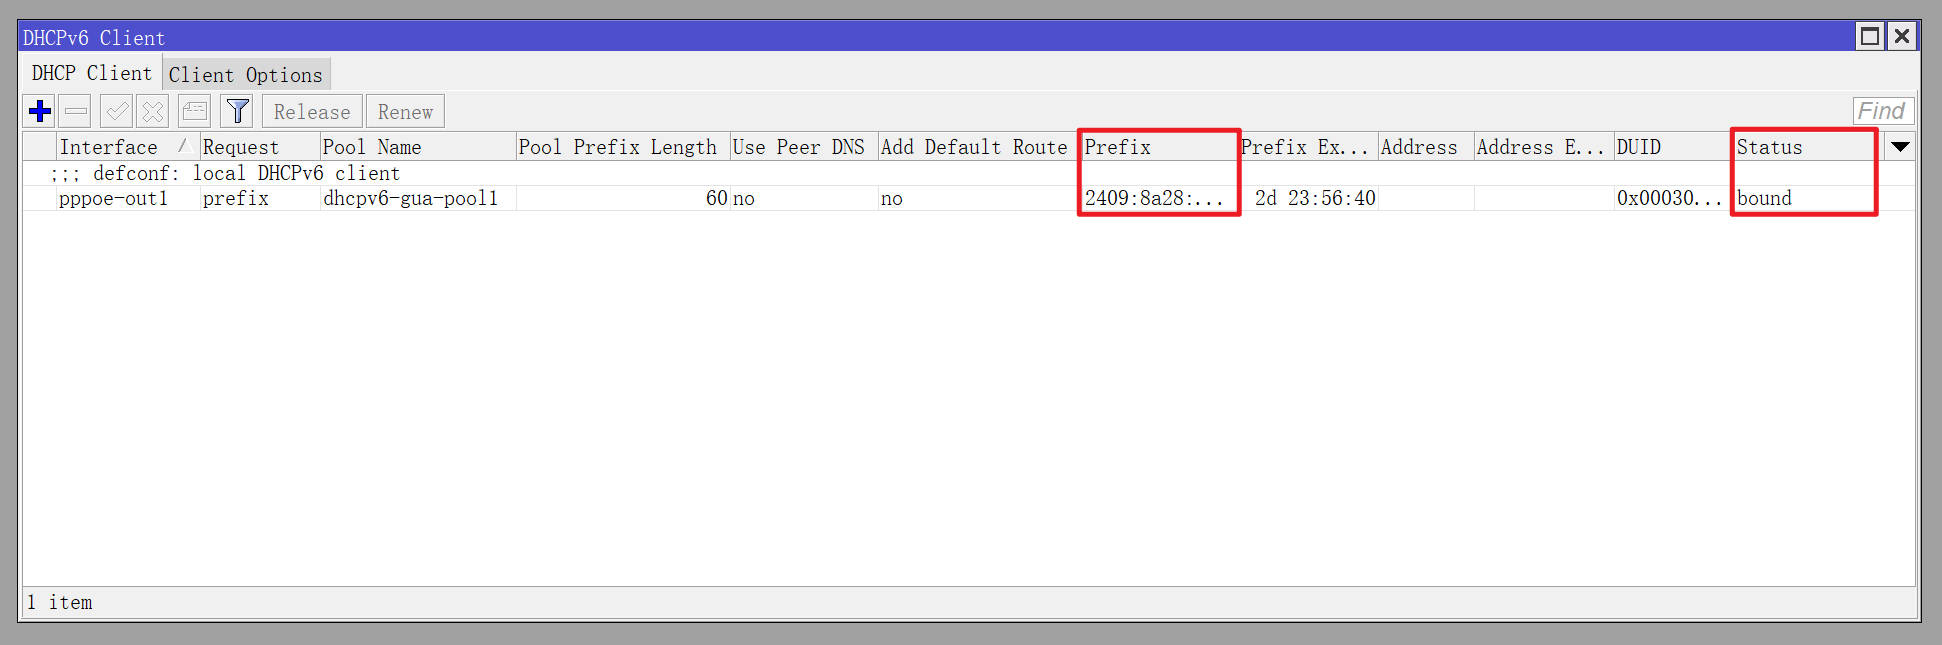 DHCPv6 Client
DHCP Client Client Options
Release Renew Find
Interface Request Pool Name Pool Prefix Length Use Peer DNS Add Default Route Prefix Prefix Ex... Address Address E... DUID Status
;;; defconf: local DHCPv6 client
pppoe-out1 prefix dhcpv6-gua-pool1 60 no no 2409:8a28:... 2d 23:56:40 0x00030... bound
1 item